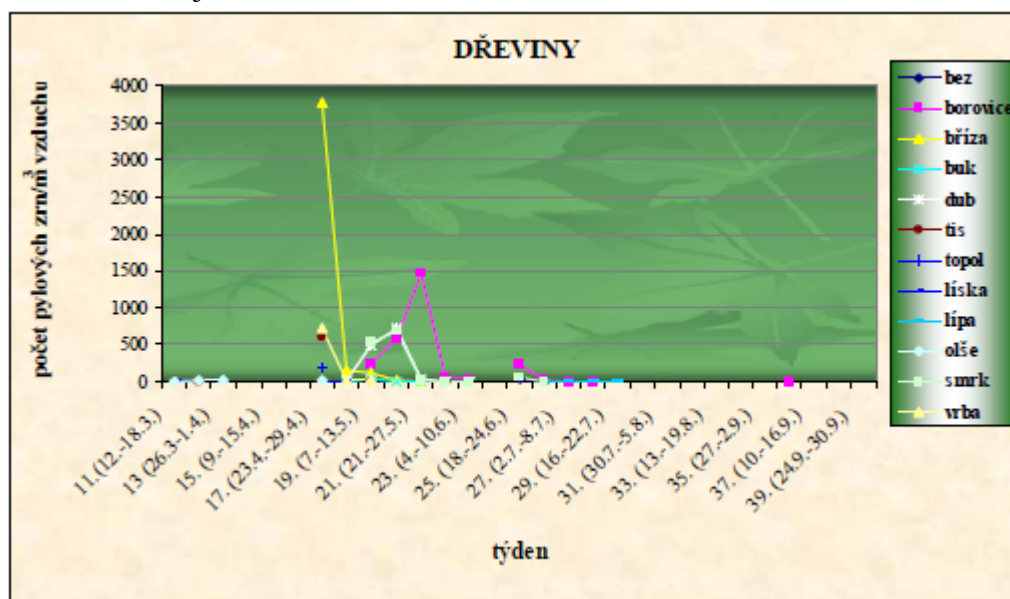 DŘEVINY
počet pylových zrn/m³ vzduchu
4000
3500
3000
2500
2000
1500
1000
500
0
11. (12.-18.3.)
13 (26.3-1.4.)
15. (9.-15.4.)
17. (23.4.-29.4.)
19. (7.-13.5.)
21. (21.-27.5.)
23. (4.-10.6.)
25. (18.-24.6.)
27. (2.7.-8.7.)
29. (16.-22.7.)
31. (30.7-5.8.)
33. (13.-19.8.)
35. (27.-2.9.)
37. (10.-16.9.)
39. (24.9.-30.9.)
týden
bez
borovice
bříza
buk
dub
tis
topol
líska
lípa
olše
smrk
vrba